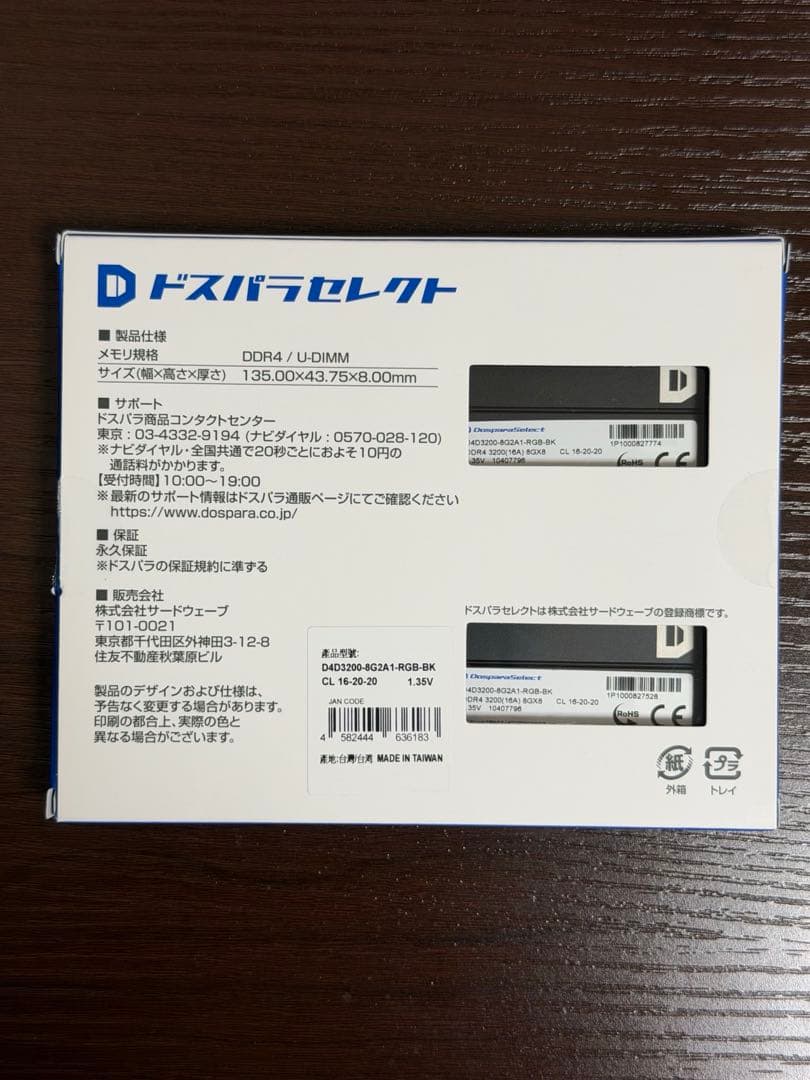 ドスパラセレクト
■ 製品仕様
メモリ規格 DDR4 / U-DIMM
サイズ(幅×高さ×厚さ) 135.00×43.75×8.00mm
■ サポート
ドスパラ商品コンタクトセンター
東京：03-4332-9194 (ナビダイヤル：0570-028-120)
※ナビダイヤル・全国共通で20秒ごとにおよそ10円の
通話料がかかります。
【受付時間】10:00～19:00
※最新のサポート情報はドスパラ通販ページにてご確認ください
https://www.dospara.co.jp/
■ 保証
永久保証
※ドスパラの保証規約に準ずる
■ 販売会社
株式会社サードウェーブ
〒101-0021
東京都千代田区外神田3-12-8
住友不動産秋葉原ビル
製品のデザインおよび仕様は、
予告なく変更する場合があります。
印刷の都合上、実際の色と
異なる場合がございます。
產品型號:
D4D3200-8G2A1-RGB-BK
CL 16-20-20 1.35V
JAN CODE
4 582444 636183
產地:台灣/台湾 MADE IN TAIWAN
DosparaSelect
D4D3200-8G2A1-RGB-BK 1P1000827774
DDR4 3200(16A) 8GX8 CL 16-20-20
.35V 10407796
RoHS CE
ドスパラセレクトは株式会社サードウェーブの登録商標です。
DosparaSelect
D4D3200-8G2A1-RGB-BK 1P1000827528
DDR4 3200(16A) 8GX8 CL 16-20-20
.35V 10407796
RoHS CE
紙
外箱
プラ
トレイ